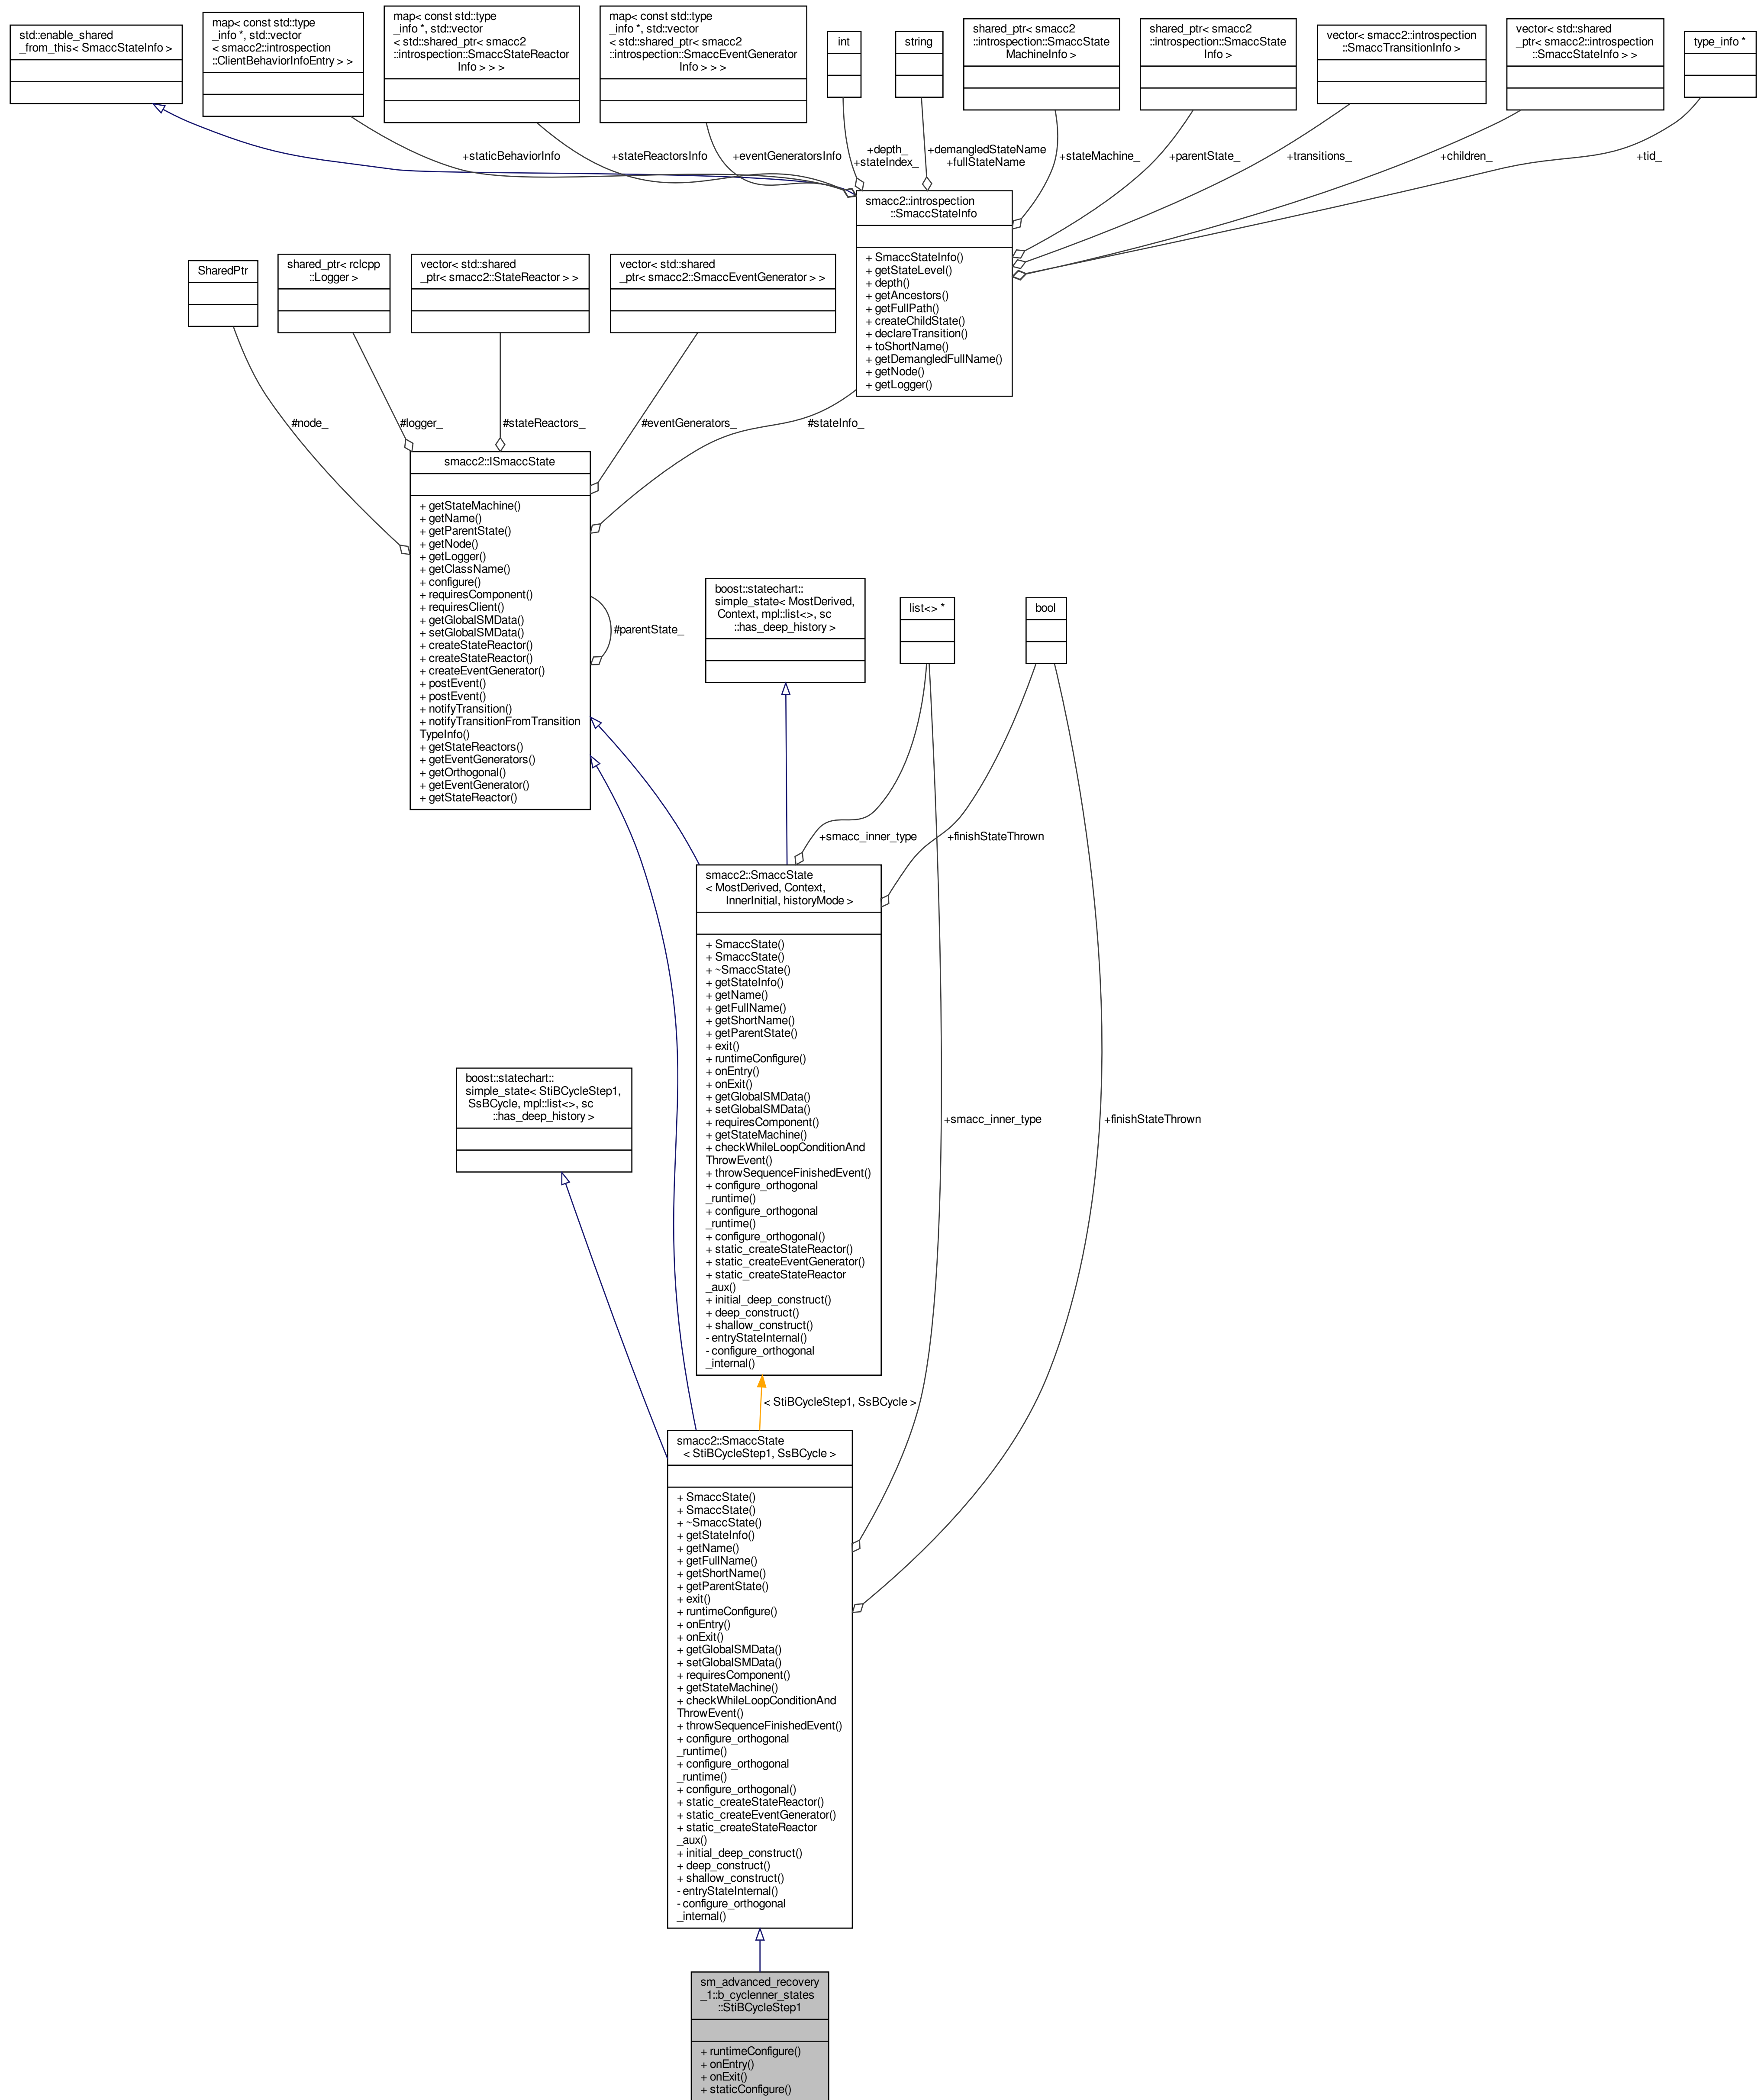 std::enable_shared
_from_this< SmaccStateInfo >
map< const std::type
_info *, std::vector
< smacc2::introspection
::ClientBehaviorInfoEntry > >
map< const std::type
_info *, std::vector
< std::shared_ptr< smacc2
::introspection::SmaccStateReactor
Info > > >
map< const std::type
_info *, std::vector
< std::shared_ptr< smacc2
::introspection::SmaccEventGenerator
Info > > >
int
string
shared_ptr< smacc2
::introspection::SmaccState
MachineInfo >
shared_ptr< smacc2
::introspection::SmaccState
Info >
vector< smacc2::introspection
::SmaccTransitionInfo >
vector< std::shared
_ptr< smacc2::introspection
::SmaccStateInfo > >
type_info *
+staticBehaviorInfo
+stateReactorsInfo
+eventGeneratorsInfo
+depth_
+stateIndex_
+demangledStateName
+fullStateName
+stateMachine_
+parentState_
+transitions_
+children_
+tid_
smacc2::introspection
::SmaccStateInfo
+ SmaccStateInfo()
+ getStateLevel()
+ depth()
+ getAncestors()
+ getFullPath()
+ createChildState()
+ declareTransition()
+ toShortName()
+ getDemangledFullName()
+ getNode()
+ getLogger()
SharedPtr
shared_ptr< rclcpp
::Logger >
vector< std::shared
_ptr< smacc2::StateReactor > >
vector< std::shared
_ptr< smacc2::SmaccEventGenerator > >
#node_
#logger_
#stateReactors_
#eventGenerators_
#stateInfo_
smacc2::ISmaccState
+ getStateMachine()
+ getName()
+ getParentState()
+ getNode()
+ getLogger()
+ getClassName()
+ configure()
+ requiresComponent()
+ requiresClient()
+ getGlobalSMData()
+ setGlobalSMData()
+ createStateReactor()
+ createStateReactor()
+ createEventGenerator()
+ postEvent()
+ postEvent()
+ notifyTransition()
+ notifyTransitionFromTransition
TypeInfo()
+ getStateReactors()
+ getEventGenerators()
+ getOrthogonal()
+ getEventGenerator()
+ getStateReactor()
#parentState_
boost::statechart::
simple_state< MostDerived,
Context, mpl::list<>, sc
::has_deep_history >
list<> *
bool
+smacc_inner_type
+finishStateThrown
smacc2::SmaccState
< MostDerived, Context,
InnerInitial, historyMode >
+ SmaccState()
+ SmaccState()
+ ~SmaccState()
+ getStateInfo()
+ getName()
+ getFullName()
+ getShortName()
+ getParentState()
+ exit()
+ runtimeConfigure()
+ onEntry()
+ onExit()
+ getGlobalSMData()
+ setGlobalSMData()
+ requiresComponent()
+ getStateMachine()
+ checkWhileLoopConditionAnd
ThrowEvent()
+ throwSequenceFinishedEvent()
+ configure_orthogonal
_runtime()
+ configure_orthogonal
_runtime()
+ configure_orthogonal()
+ static_createStateReactor()
+ static_createEventGenerator()
+ static_createStateReactor
_aux()
+ initial_deep_construct()
+ deep_construct()
+ shallow_construct()
- entryStateInternal()
- configure_orthogonal
_internal()
boost::statechart::
simple_state< StiBCycleStep1,
SsBCycle, mpl::list<>, sc
::has_deep_history >
+smacc_inner_type
+finishStateThrown
< StiBCycleStep1, SsBCycle >
smacc2::SmaccState
< StiBCycleStep1, SsBCycle >
+ SmaccState()
+ SmaccState()
+ ~SmaccState()
+ getStateInfo()
+ getName()
+ getFullName()
+ getShortName()
+ getParentState()
+ exit()
+ runtimeConfigure()
+ onEntry()
+ onExit()
+ getGlobalSMData()
+ setGlobalSMData()
+ requiresComponent()
+ getStateMachine()
+ checkWhileLoopConditionAnd
ThrowEvent()
+ throwSequenceFinishedEvent()
+ configure_orthogonal
_runtime()
+ configure_orthogonal
_runtime()
+ configure_orthogonal()
+ static_createStateReactor()
+ static_createEventGenerator()
+ static_createStateReactor
_aux()
+ initial_deep_construct()
+ deep_construct()
+ shallow_construct()
- entryStateInternal()
- configure_orthogonal
_internal()
sm_advanced_recovery
_1::b_cyclenner_states
::StiBCycleStep1
+ runtimeConfigure()
+ onEntry()
+ onExit()
+ staticConfigure()